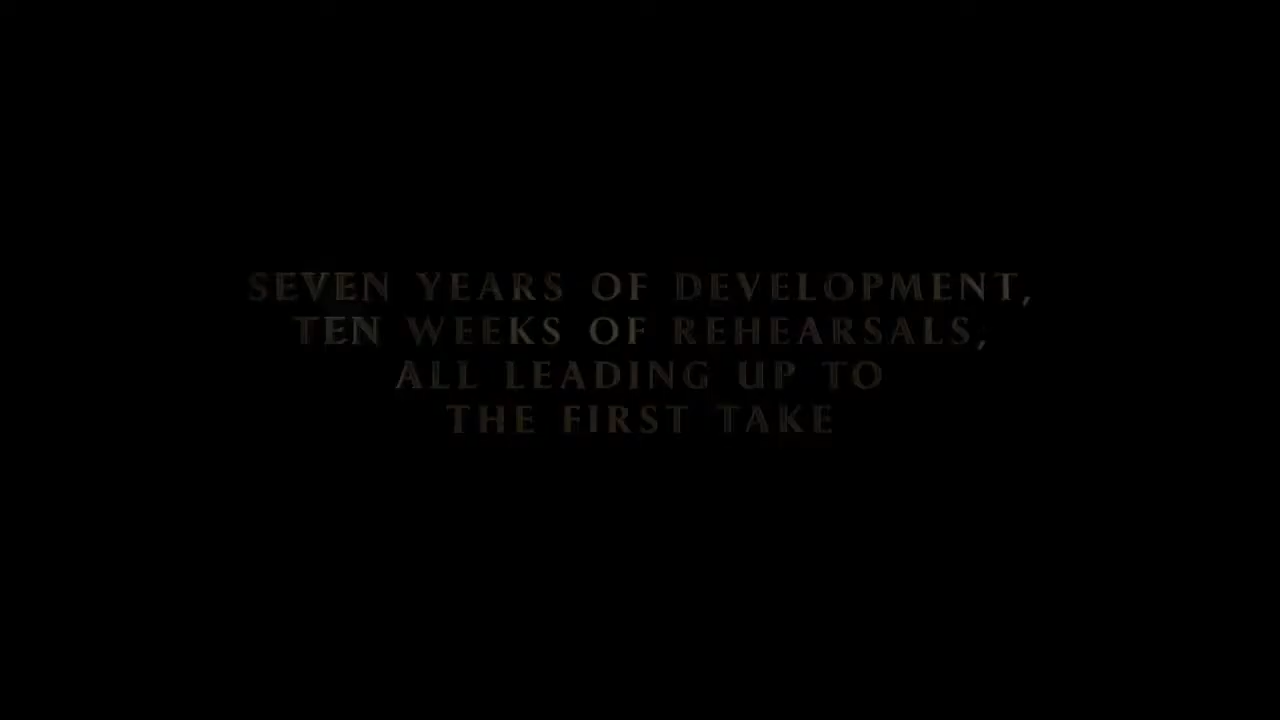 SEVEN YEARS OF DEVELOPMENT,
TEN WEEKS OF REHEARSALS,
ALL LEADING UP TO
THE FIRST TAKE